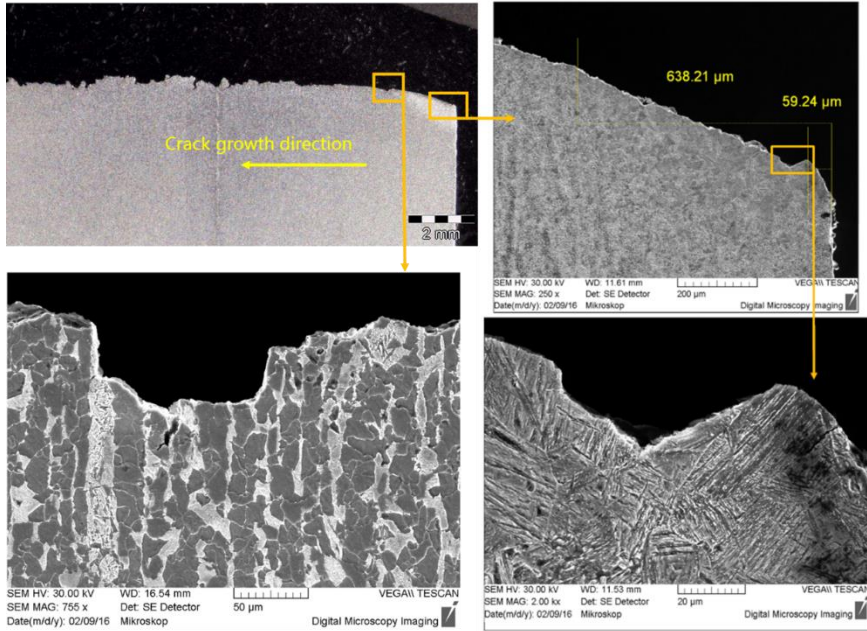 Crack growth direction
2 mm
638.21 µm
59.24 µm
SEM HV: 30.00 kV WD: 11.61 mm VEGA\\ TESCAN
SEM MAG: 250 x Det: SE Detector 200 µm
Date(m/d/y): 02/09/16 Mikroskop Digital Microscopy Imaging
SEM HV: 30.00 kV WD: 16.54 mm VEGA\\ TESCAN
SEM MAG: 755 x Det: SE Detector 50 µm
Date(m/d/y): 02/09/16 Mikroskop Digital Microscopy Imaging
SEM HV: 30.00 kV WD: 11.53 mm VEGA\\ TESCAN
SEM MAG: 2.00 kx Det: SE Detector 20 µm
Date(m/d/y): 02/09/16 Mikroskop Digital Microscopy Imaging